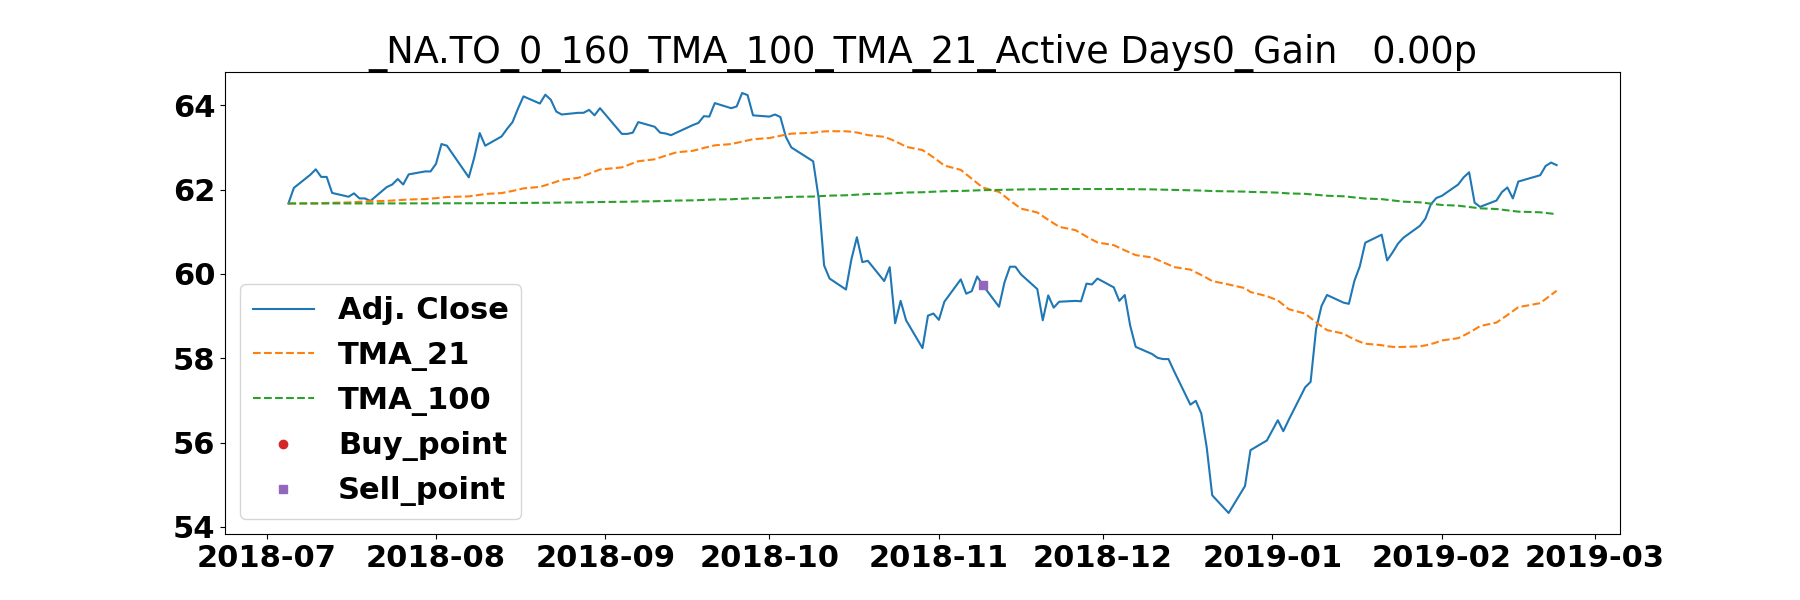 _NA.TO_0_160_TMA_100_TMA_21_Active Days0_Gain   0.00p
64
62
60
58
56
54
Adj. Close
TMA_21
TMA_100
Buy_point
Sell_point
2018-07 2018-08 2018-09 2018-10 2018-11 2018-12 2019-01 2019-02 2019-03